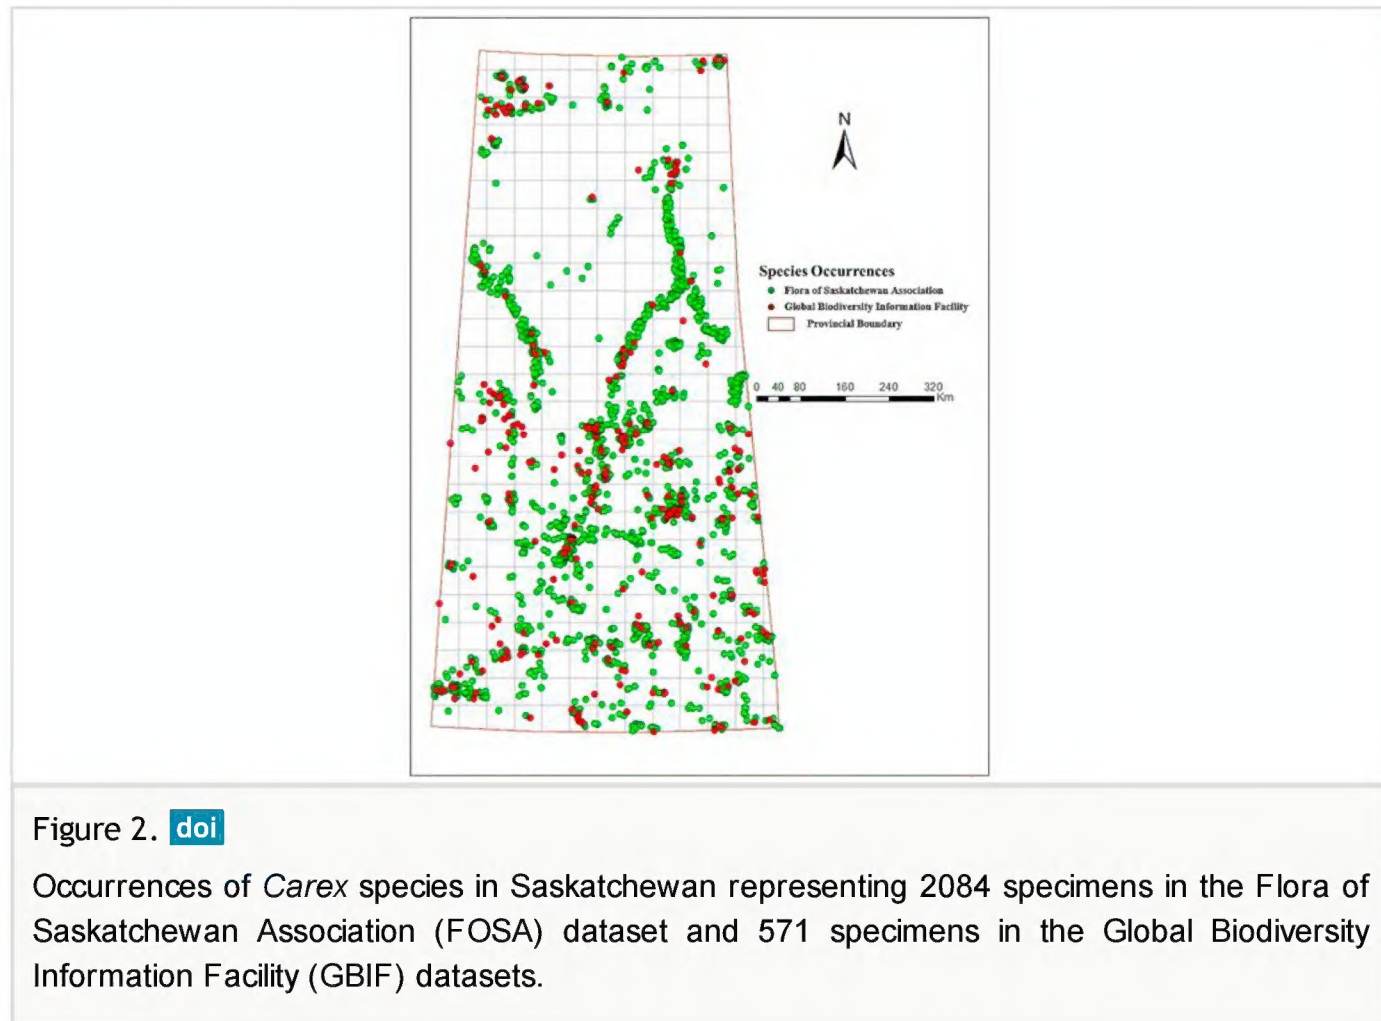 N
Species Occurrences
Flora of Saskatchewan Association
Global Biodiversity Information Facility
Provincial Boundary
0 40 80 160 240 320
Km
Figure 2. doi
Occurrences of Carex species in Saskatchewan representing 2084 specimens in the Flora of
Saskatchewan Association (FOSA) dataset and 571 specimens in the Global Biodiversity
Information Facility (GBIF) datasets.